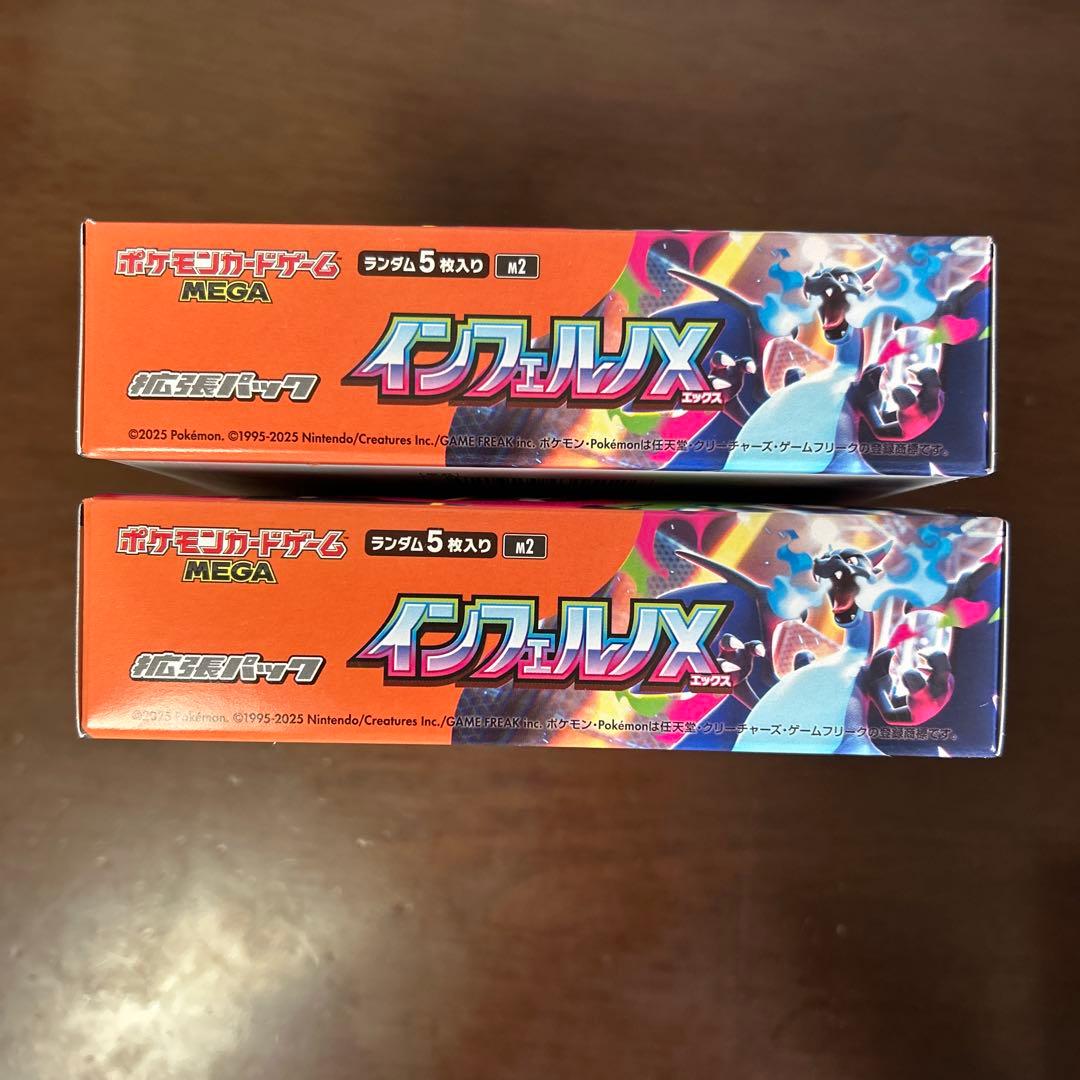 ポケモンカードゲーム™
MEGA
ランダム5枚入り M2
インフェルノX
エックス
拡張パック
©2025 Pokémon. ©1995-2025 Nintendo/Creatures Inc./GAME FREAK inc. ポケモン・Pokémonは任天堂・クリーチャーズ・ゲームフリークの登録商標です。
ポケモンカードゲーム™
MEGA
ランダム5枚入り M2
インフェルノX
エックス
拡張パック
©2025 Pokémon. ©1995-2025 Nintendo/Creatures Inc./GAME FREAK inc. ポケモン・Pokémonは任天堂・クリーチャーズ・ゲームフリークの登録商標です。